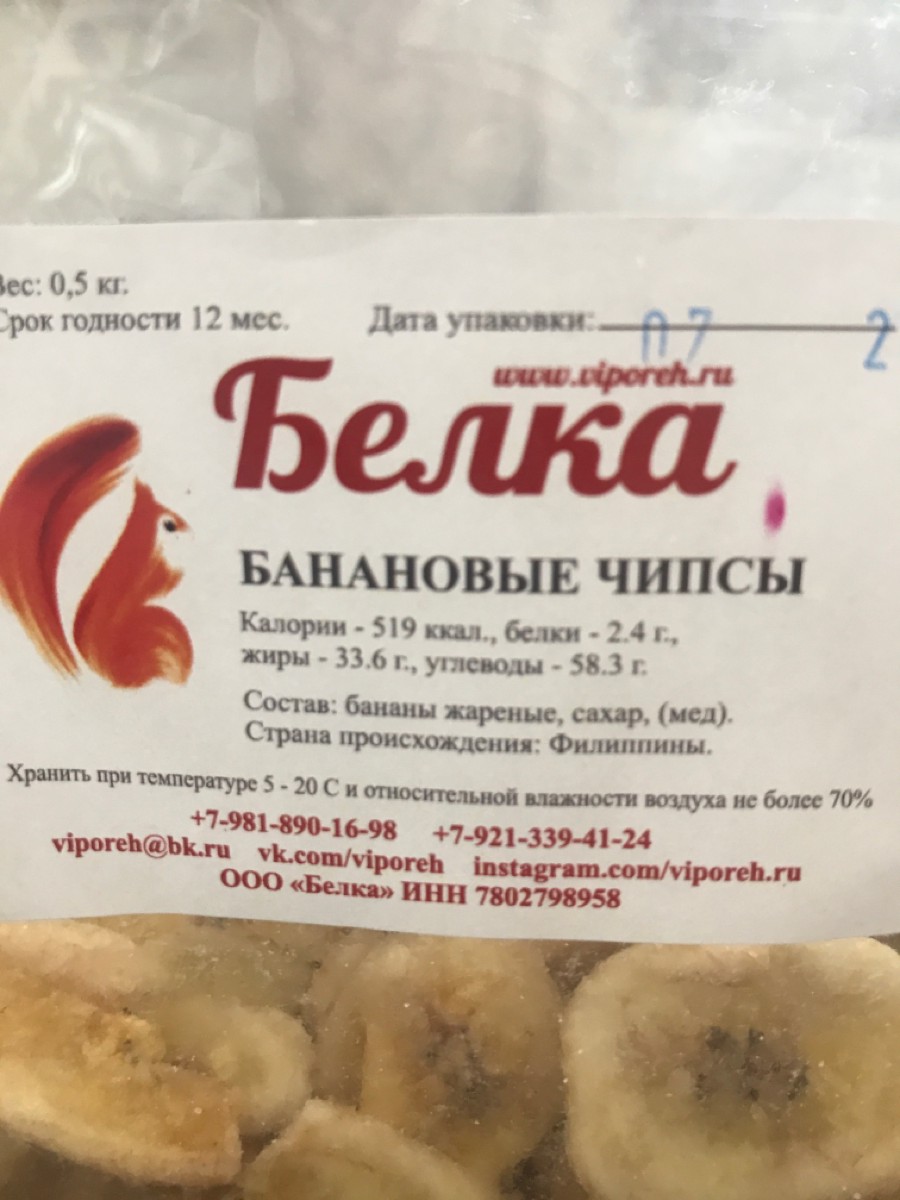 Вес: 0,5 кг.
Срок годности 12 мес. Дата упаковки: 07 2
www.viporeh.ru
Белка
БАНАНОВЫЕ ЧИПСЫ
Калории - 519 ккал., белки - 2.4 г.,
жиры - 33.6 г., углеводы - 58.3 г.
Состав: бананы жареные, сахар, (мед).
Страна происхождения: Филиппины.
Хранить при температуре 5 - 20 С и относительной влажности воздуха не более 70%
+7-981-890-16-98 +7-921-339-41-24
viporeh@bk.ru vk.com/viporeh instagram.com/viporeh.ru
ООО «Белка» ИНН 7802798958